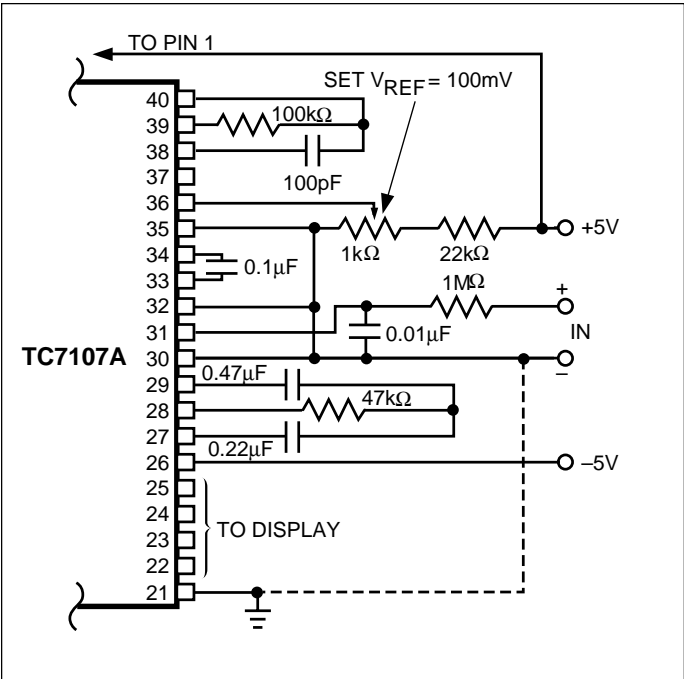 TO PIN 1
SET VREF = 100mV
40
39
100kΩ
38
100pF
37
36
35
+5V
1kΩ
22kΩ
34
0.1µF
33
1MΩ
32
+
31
0.01µF
IN
TC7107A
30
–
29
0.47µF
28
47kΩ
27
0.22µF
26
–5V
25
24
TO DISPLAY
23
22
21